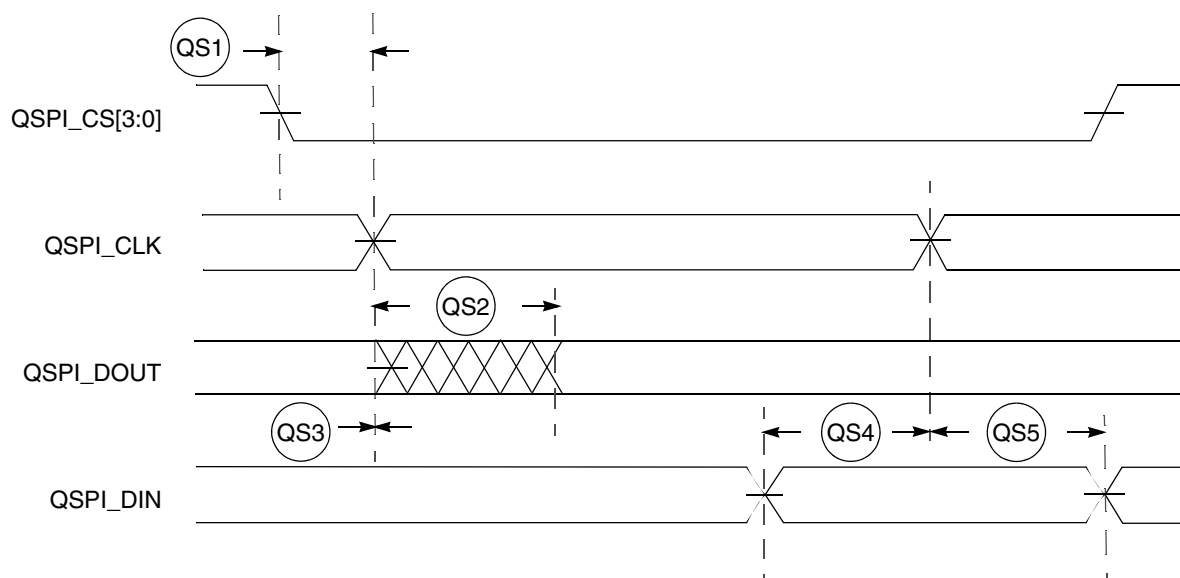 QS1
QSPI_CS[3:0]
QSPI_CLK
QS2
QSPI_DOUT
QS3
QS4
QS5
QSPI_DIN